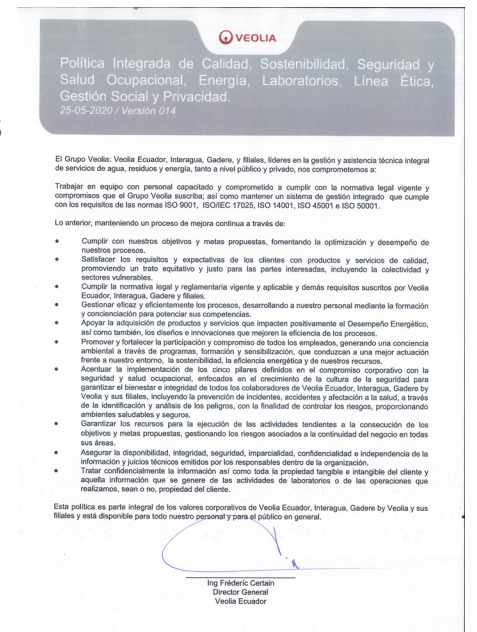 VEOLIA
Política Integrada de Calidad, Sostenibilidad, Seguridad y
Salud Ocupacional, Energía, Laboratorios, Línea Ética,
Gestión Social y Privacidad.
25-05-2020 / Versión 014
El Grupo Veolia: Veolia Ecuador, Interagua, Gadere, y filiales, líderes en la gestión y asistencia técnica integral
de servicios de agua, residuos y energía, tanto a nivel público y privado, nos comprometemos a:
Trabajar en equipo con personal capacitado y comprometido a cumplir con la normativa legal vigente y
compromisos que el Grupo Veolia suscriba; así como mantener un sistema de gestión integrado que cumple
con los requisitos de las normas ISO 9001, ISO/IEC 17025, ISO 14001, ISO 45001 e ISO 50001.
Lo anterior, manteniendo un proceso de mejora continua a través de:
• Cumplir con nuestros objetivos y metas propuestas, fomentando la optimización y desempeño de
nuestros procesos.
• Satisfacer los requisitos y expectativas de los clientes con productos y servicios de calidad,
promoviendo un trato equitativo y justo para las partes interesadas, incluyendo la colectividad y
sectores vulnerables.
• Cumplir la normativa legal y reglamentaria vigente y aplicable y demás requisitos suscritos por Veolia
Ecuador, Interagua, Gadere y filiales.
• Gestionar eficaz y eficientemente los procesos, desarrollando a nuestro personal mediante la formación
y concienciación para potenciar sus competencias.
• Apoyar la adquisición de productos y servicios que impacten positivamente el Desempeño Energético,
así como también, los diseños e innovaciones que mejoren la eficiencia de los procesos.
• Promover y fortalecer la participación y compromiso de todos los empleados, generando una conciencia
ambiental a través de programas, formación y sensibilización, que conduzcan a una mejor actuación
frente a nuestro entorno, la sostenibilidad, la eficiencia energética y de nuestros recursos.
• Acentuar la implementación de los cinco pilares definidos en el compromiso corporativo con la
seguridad y salud ocupacional, enfocados en el crecimiento de la cultura de la seguridad para
garantizar el bienestar e integridad de todos los colaboradores de Veolia Ecuador, Interagua, Gadere by
Veolia y sus filiales, incluyendo la prevención de incidentes, accidentes y afectación a la salud, a través
de la identificación y análisis de los peligros, con la finalidad de controlar los riesgos, proporcionando
ambientes saludables y seguros.
• Garantizar los recursos para la ejecución de las actividades tendientes a la consecución de los
objetivos y metas propuestas, gestionando los riesgos asociados a la continuidad del negocio en todas
sus áreas.
• Asegurar la disponibilidad, integridad, seguridad, imparcialidad, confidencialidad e independencia de la
información y juicios técnicos emitidos por los responsables dentro de la organización.
• Tratar confidencialmente la información así como toda la propiedad tangible e intangible del cliente y
aquella información que se genere de las actividades de laboratorios o de las operaciones que
realizamos, sean o no, propiedad del cliente.
Esta política es parte integral de los valores corporativos de Veolia Ecuador, Interagua, Gadere by Veolia y sus
filiales y está disponible para todo nuestro personal y para el público en general.
Ing Fréderic Certain
Director General
Veolia Ecuador